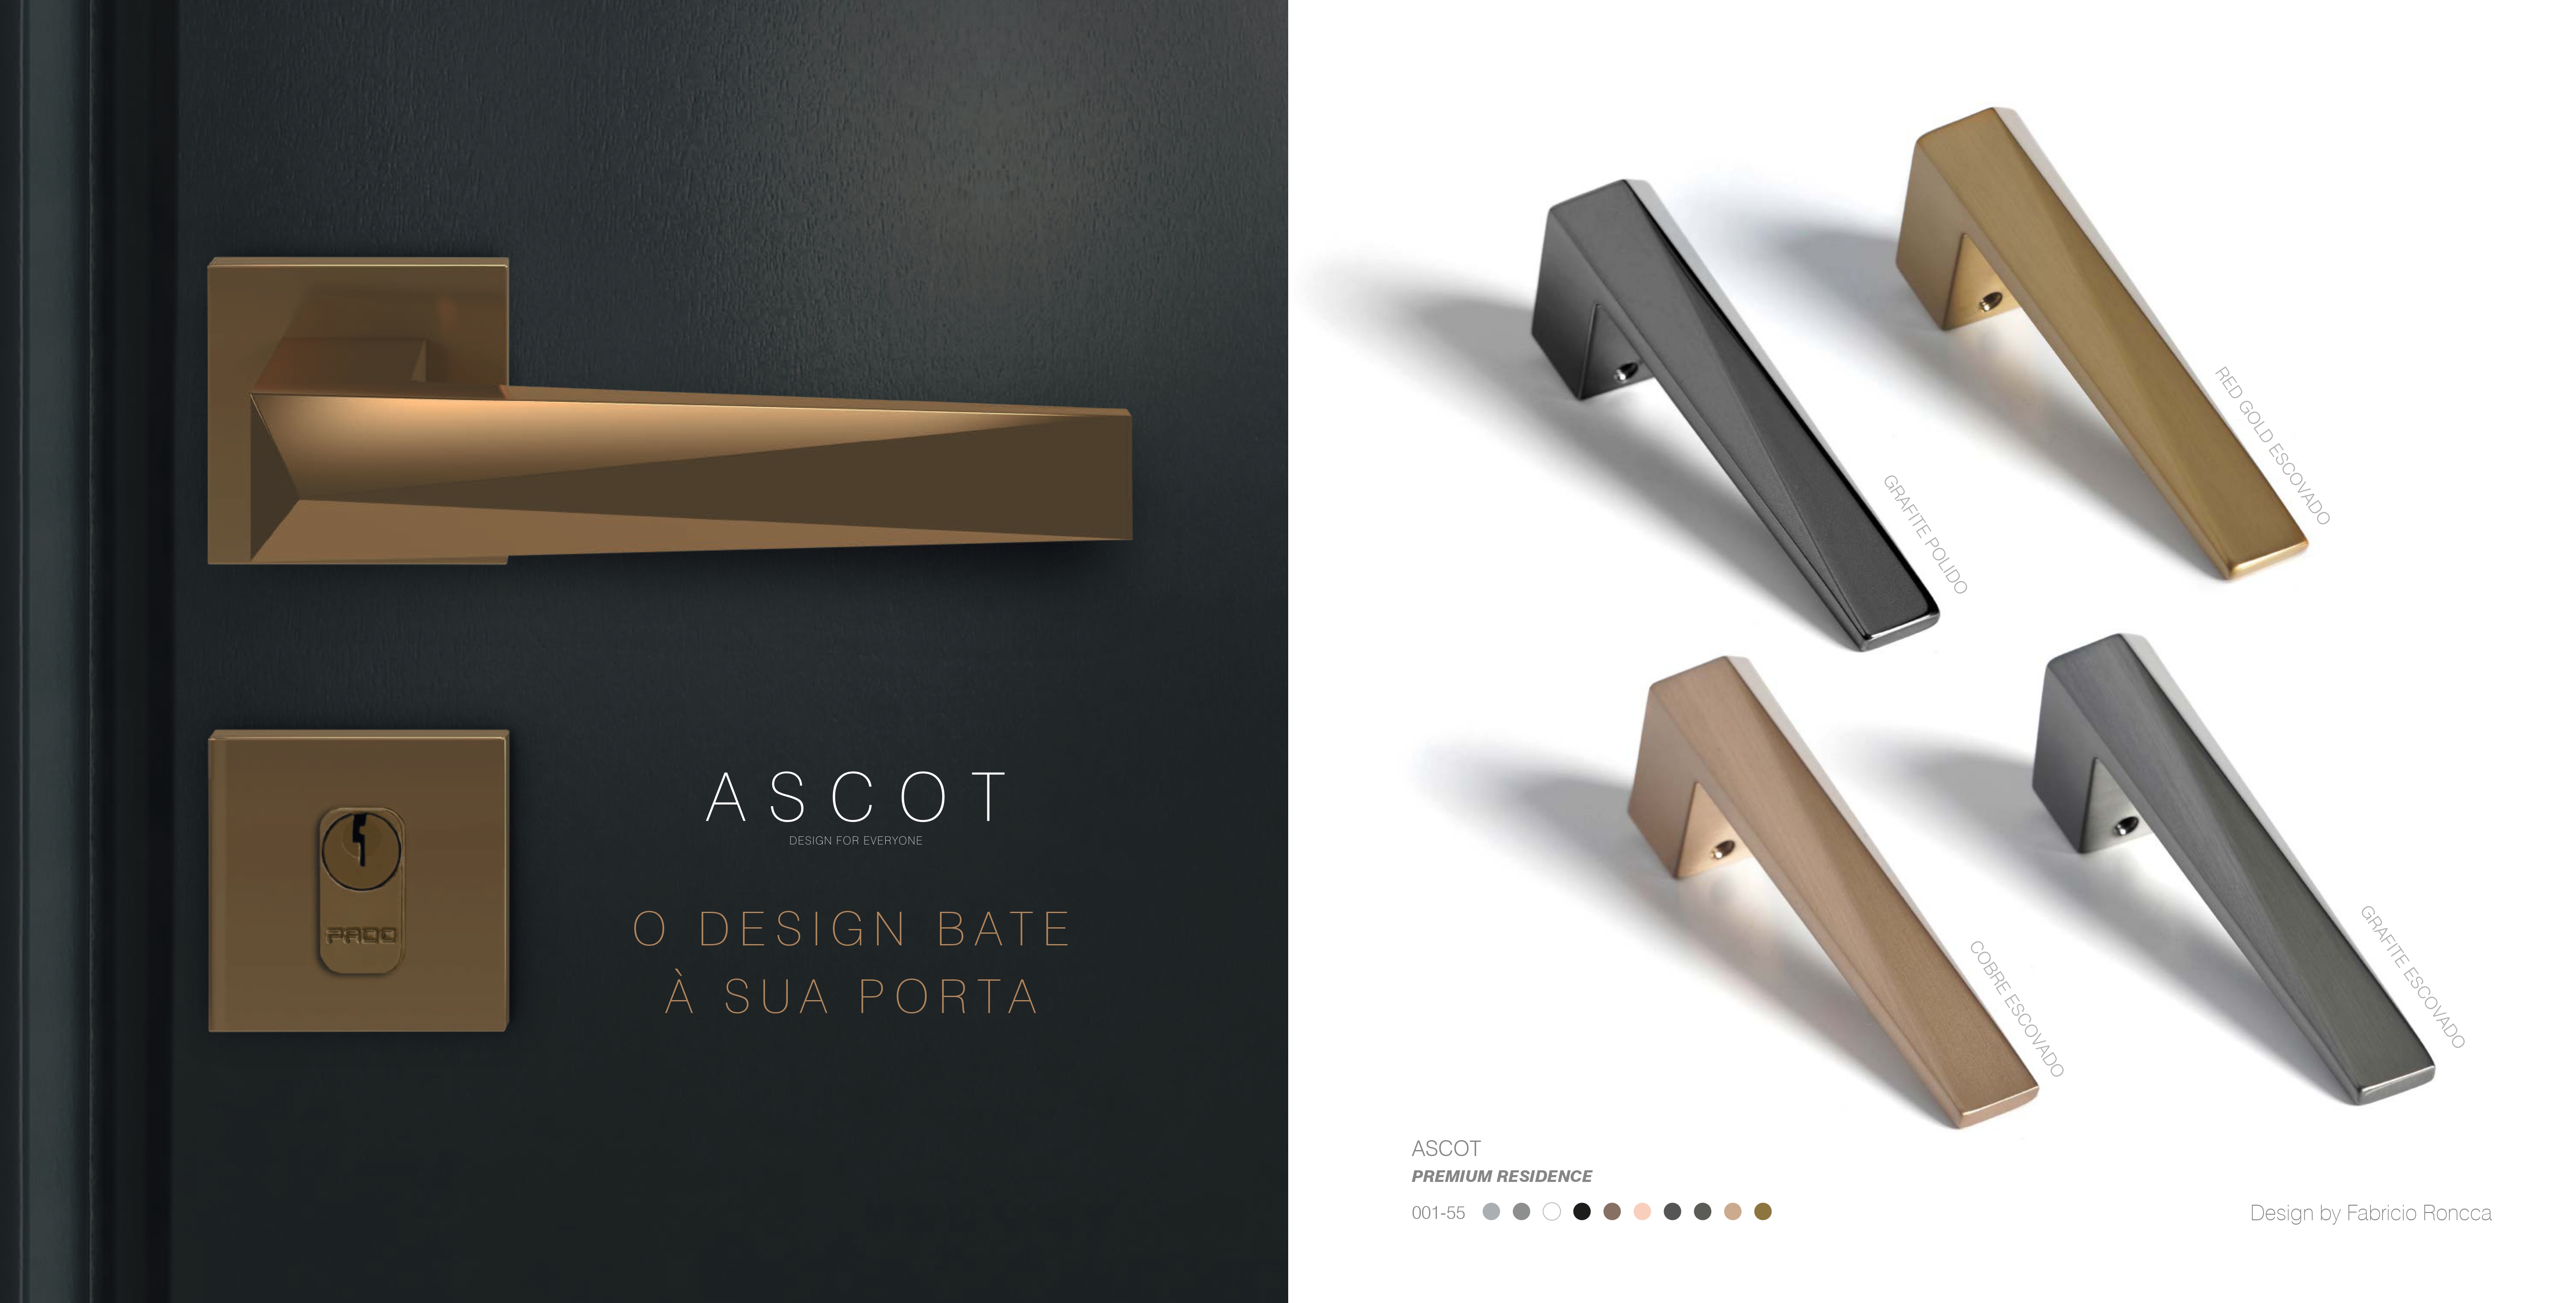 PADO
ASCOT
DESIGN FOR EVERYONE
O DESIGN BATE
À SUA PORTA
GRAFITE POLIDO
RED GOLD ESCOVADO
COBRE ESCOVADO
GRAFITE ESCOVADO
ASCOT
PREMIUM RESIDENCE
001-55
Design by Fabricio Roncca